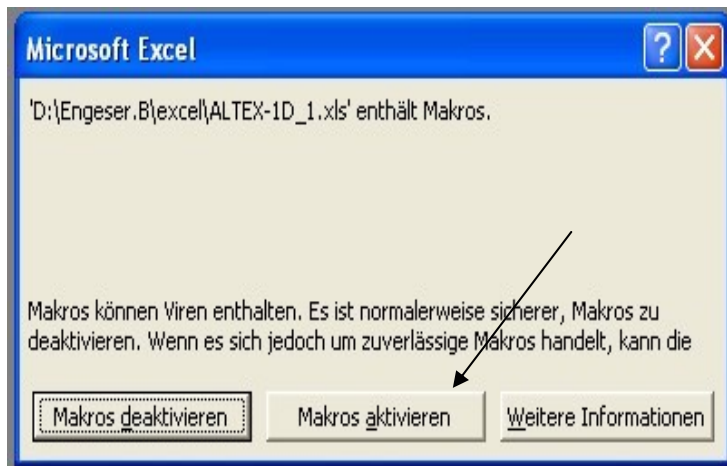 Microsoft Excel
'D:\Engeser.B\excel\ALTEX-1D_1.xls' enthält Makros.
Makros können Viren enthalten. Es ist normalerweise sicherer, Makros zu
deaktivieren. Wenn es sich jedoch um zuverlässige Makros handelt, kann die
Makros deaktivieren Makros aktivieren Weitere Informationen